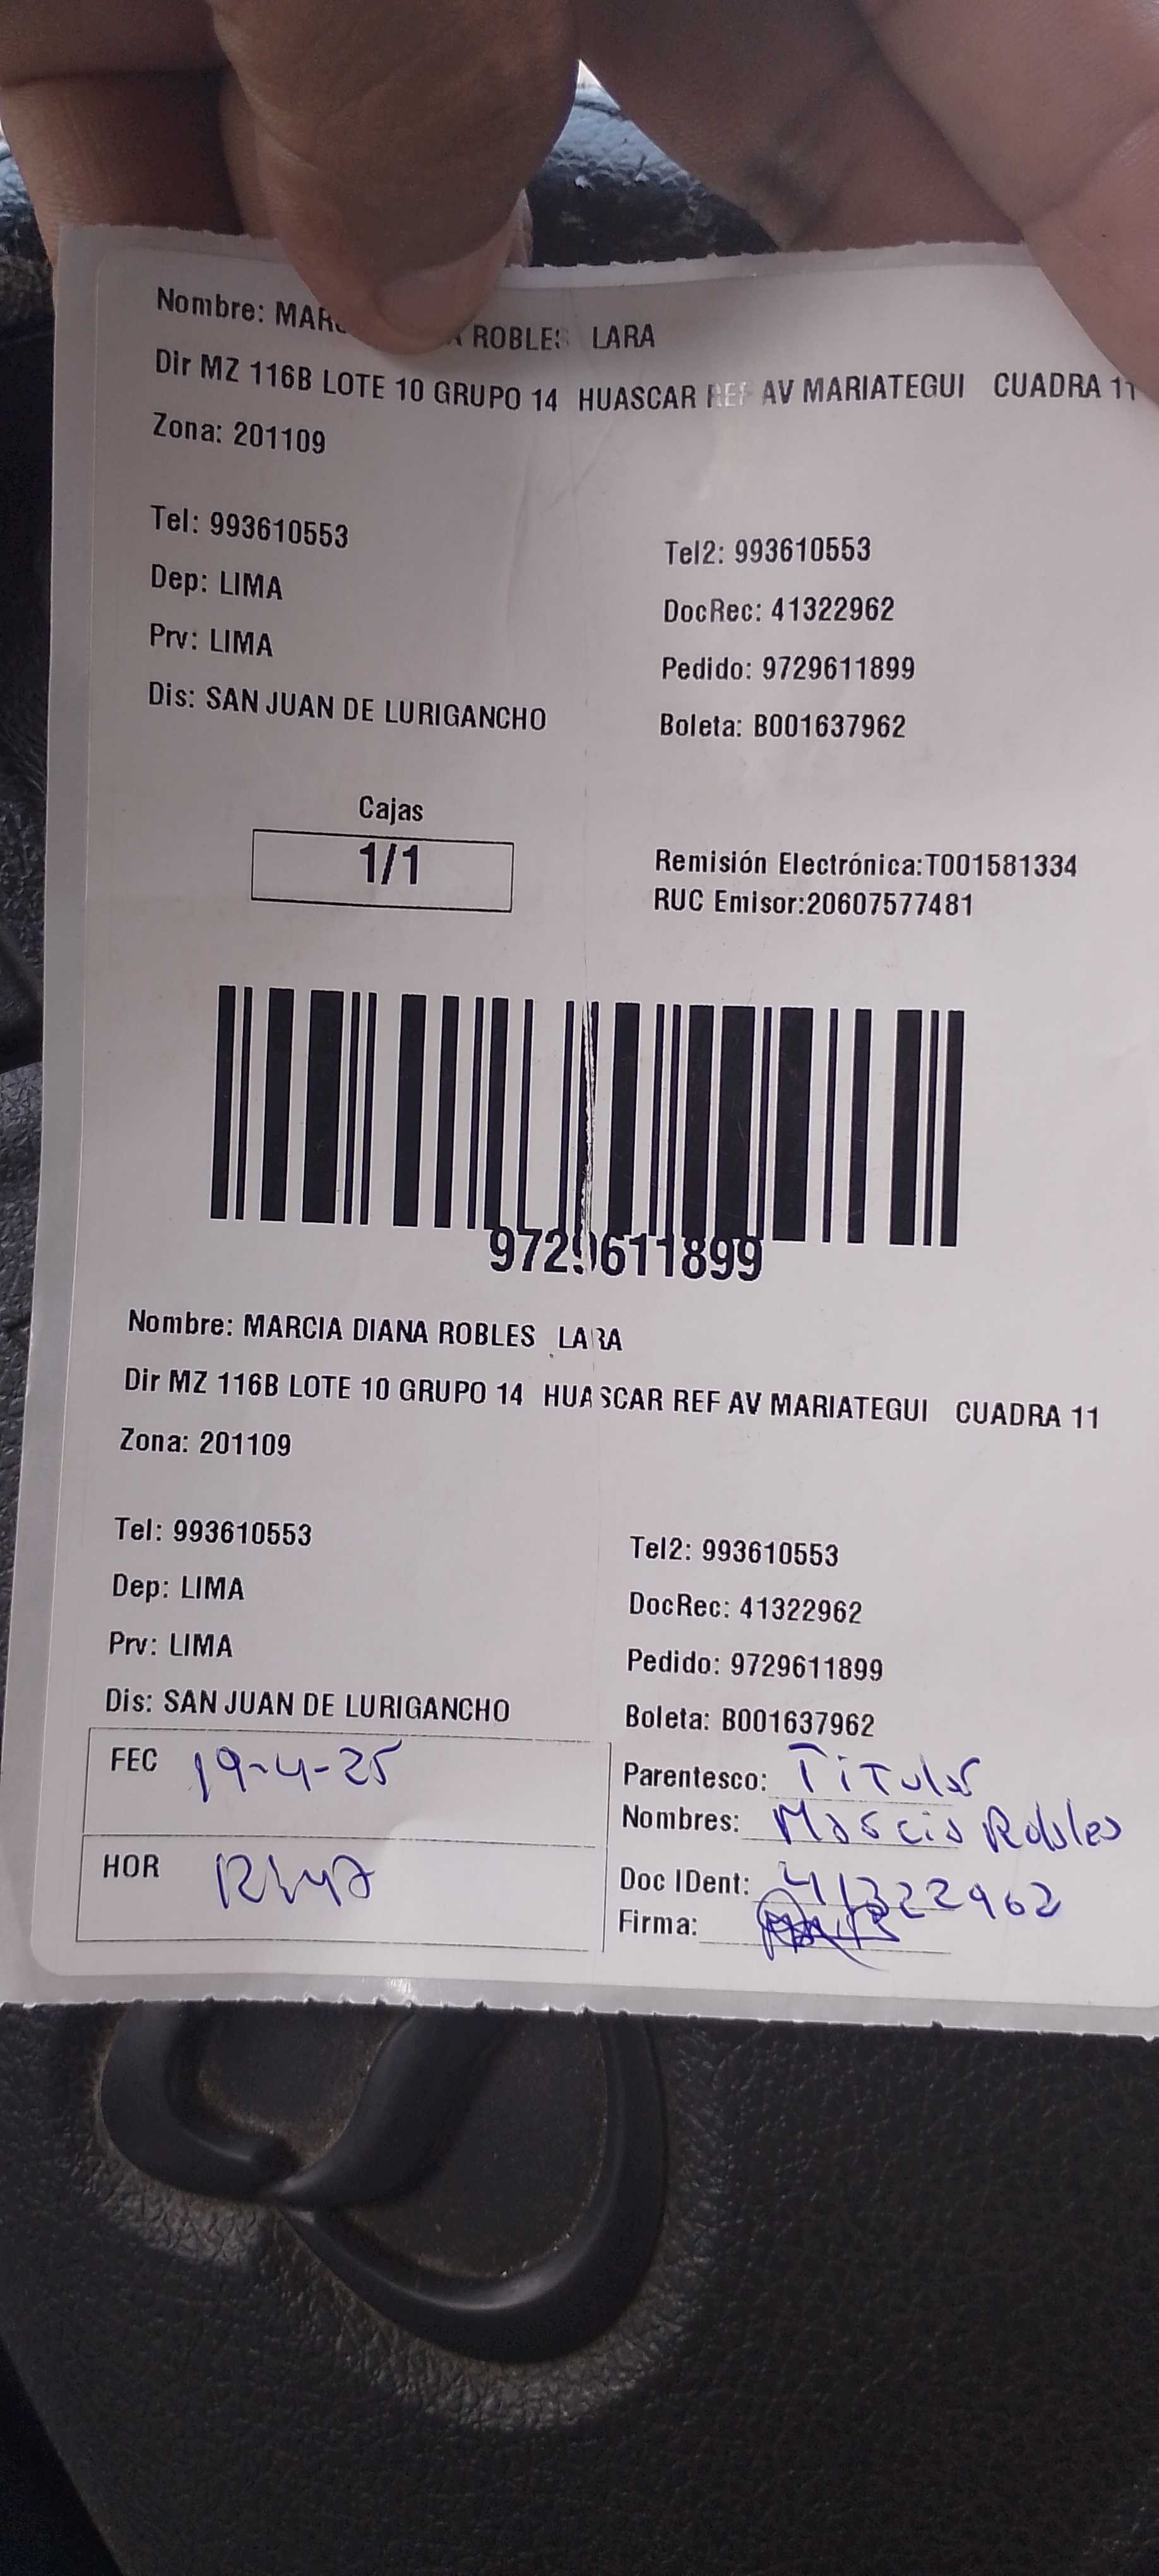 Nombre: ROBLES LARA
Dir MZ 116B LOTE 10 GRUPO 14 HUASCAR REF AV MARIATEGUI CUADRA 11
Zona: 201109
Tel: 993610553
Tel2: 993610553
Dep: LIMA
DocRec: 41322962
Prv: LIMA
Pedido: 9729611899
Dis: SAN JUAN DE LURIGANCHO
Boleta: B001637962
Cajas
1/1
Remisión Electrónica:T001581334
RUC Emisor:20607577481
9729611899
Nombre: MARCIA DIANA ROBLES LARA
Dir MZ 116B LOTE 10 GRUPO 14 HUASCAR REF AV MARIATEGUI CUADRA 11
Zona: 201109
Tel: 993610553
Tel2: 993610553
Dep: LIMA
DocRec: 41322962
Prv: LIMA
Pedido: 9729611899
Dis: SAN JUAN DE LURIGANCHO
Boleta: B001637962
FEC 19-4-25
Parentesco: Titular
Nombres: Marcia Robles
HOR
Doc IDent: 41322962
Firma: